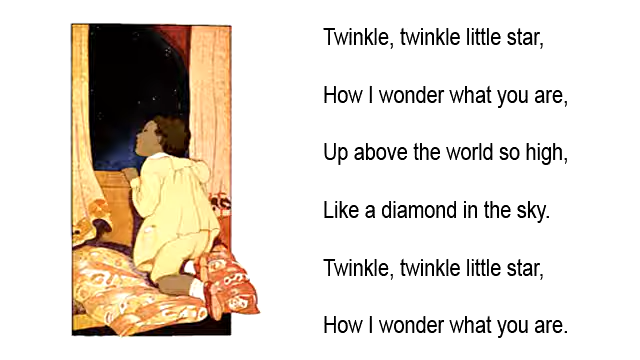 Twinkle, twinkle little star,
How I wonder what you are,
Up above the world so high,
Like a diamond in the sky.
Twinkle, twinkle little star,
How I wonder what you are.